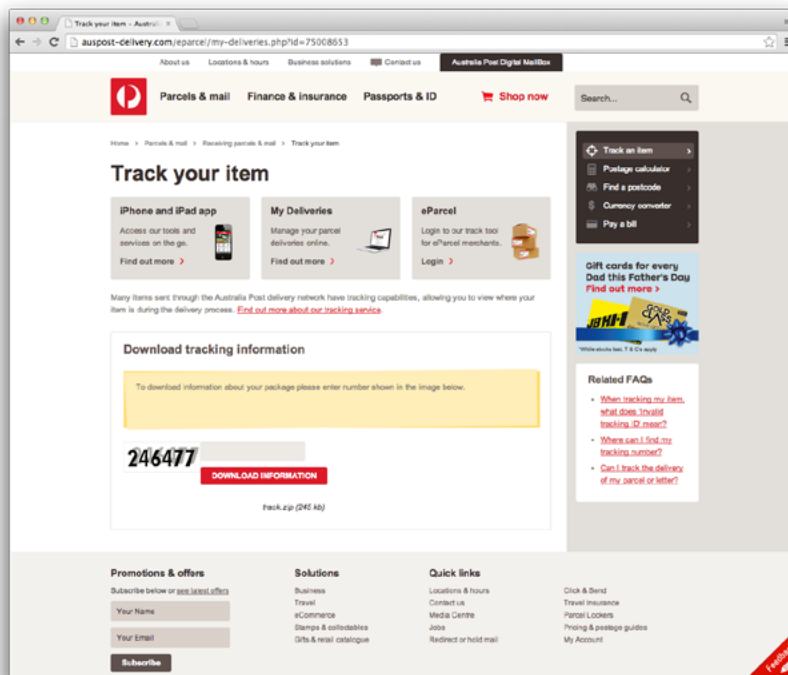 Track your item - Australi
auspost-delivery.com/eparcel/my-deliveries.php?id=75008653
About us Locations & hours Business solutions Contact us Australia Post Digital MailBox
Parcels & mail Finance & insurance Passports & ID Shop now Search...
Home > Parcels & mail > Receiving parcels & mail > Track your item
Track your item
iPhone and iPad app
Access our tools and
services on the go.
Find out more >
My Deliveries
Manage your parcel
deliveries online.
Find out more >
eParcel
Login to our track tool
for eParcel merchants.
Login >
Many items sent through the Australia Post delivery network have tracking capabilities, allowing you to view where your
item is during the delivery process. Find out more about our tracking service.
Download tracking information
To download information about your package please enter number shown in the image below.
246477
DOWNLOAD INFORMATION
track.zip (245 kb)
Track an item >
Postage calculator >
Find a postcode >
Currency converter >
Pay a bill >
Gift cards for every
Dad this Father's Day
Find out more >
JB HI-FI
GOLD
CLASS
*While stocks last. T & C's apply
Related FAQs
• When tracking my item,
what does 'Invalid
tracking ID' mean?
• Where can I find my
tracking number?
• Can I track the delivery
of my parcel or letter?
Promotions & offers
Subscribe below or see latest offers
Your Name
Your Email
Subscribe
Solutions
Business
Travel
eCommerce
Stamps & collectables
Gifts & retail catalogue
Quick links
Locations & hours
Contact us
Media Centre
Jobs
Redirect or hold mail
Click & Send
Travel insurance
Parcel Lockers
Pricing & postage guides
My Account
Feedback